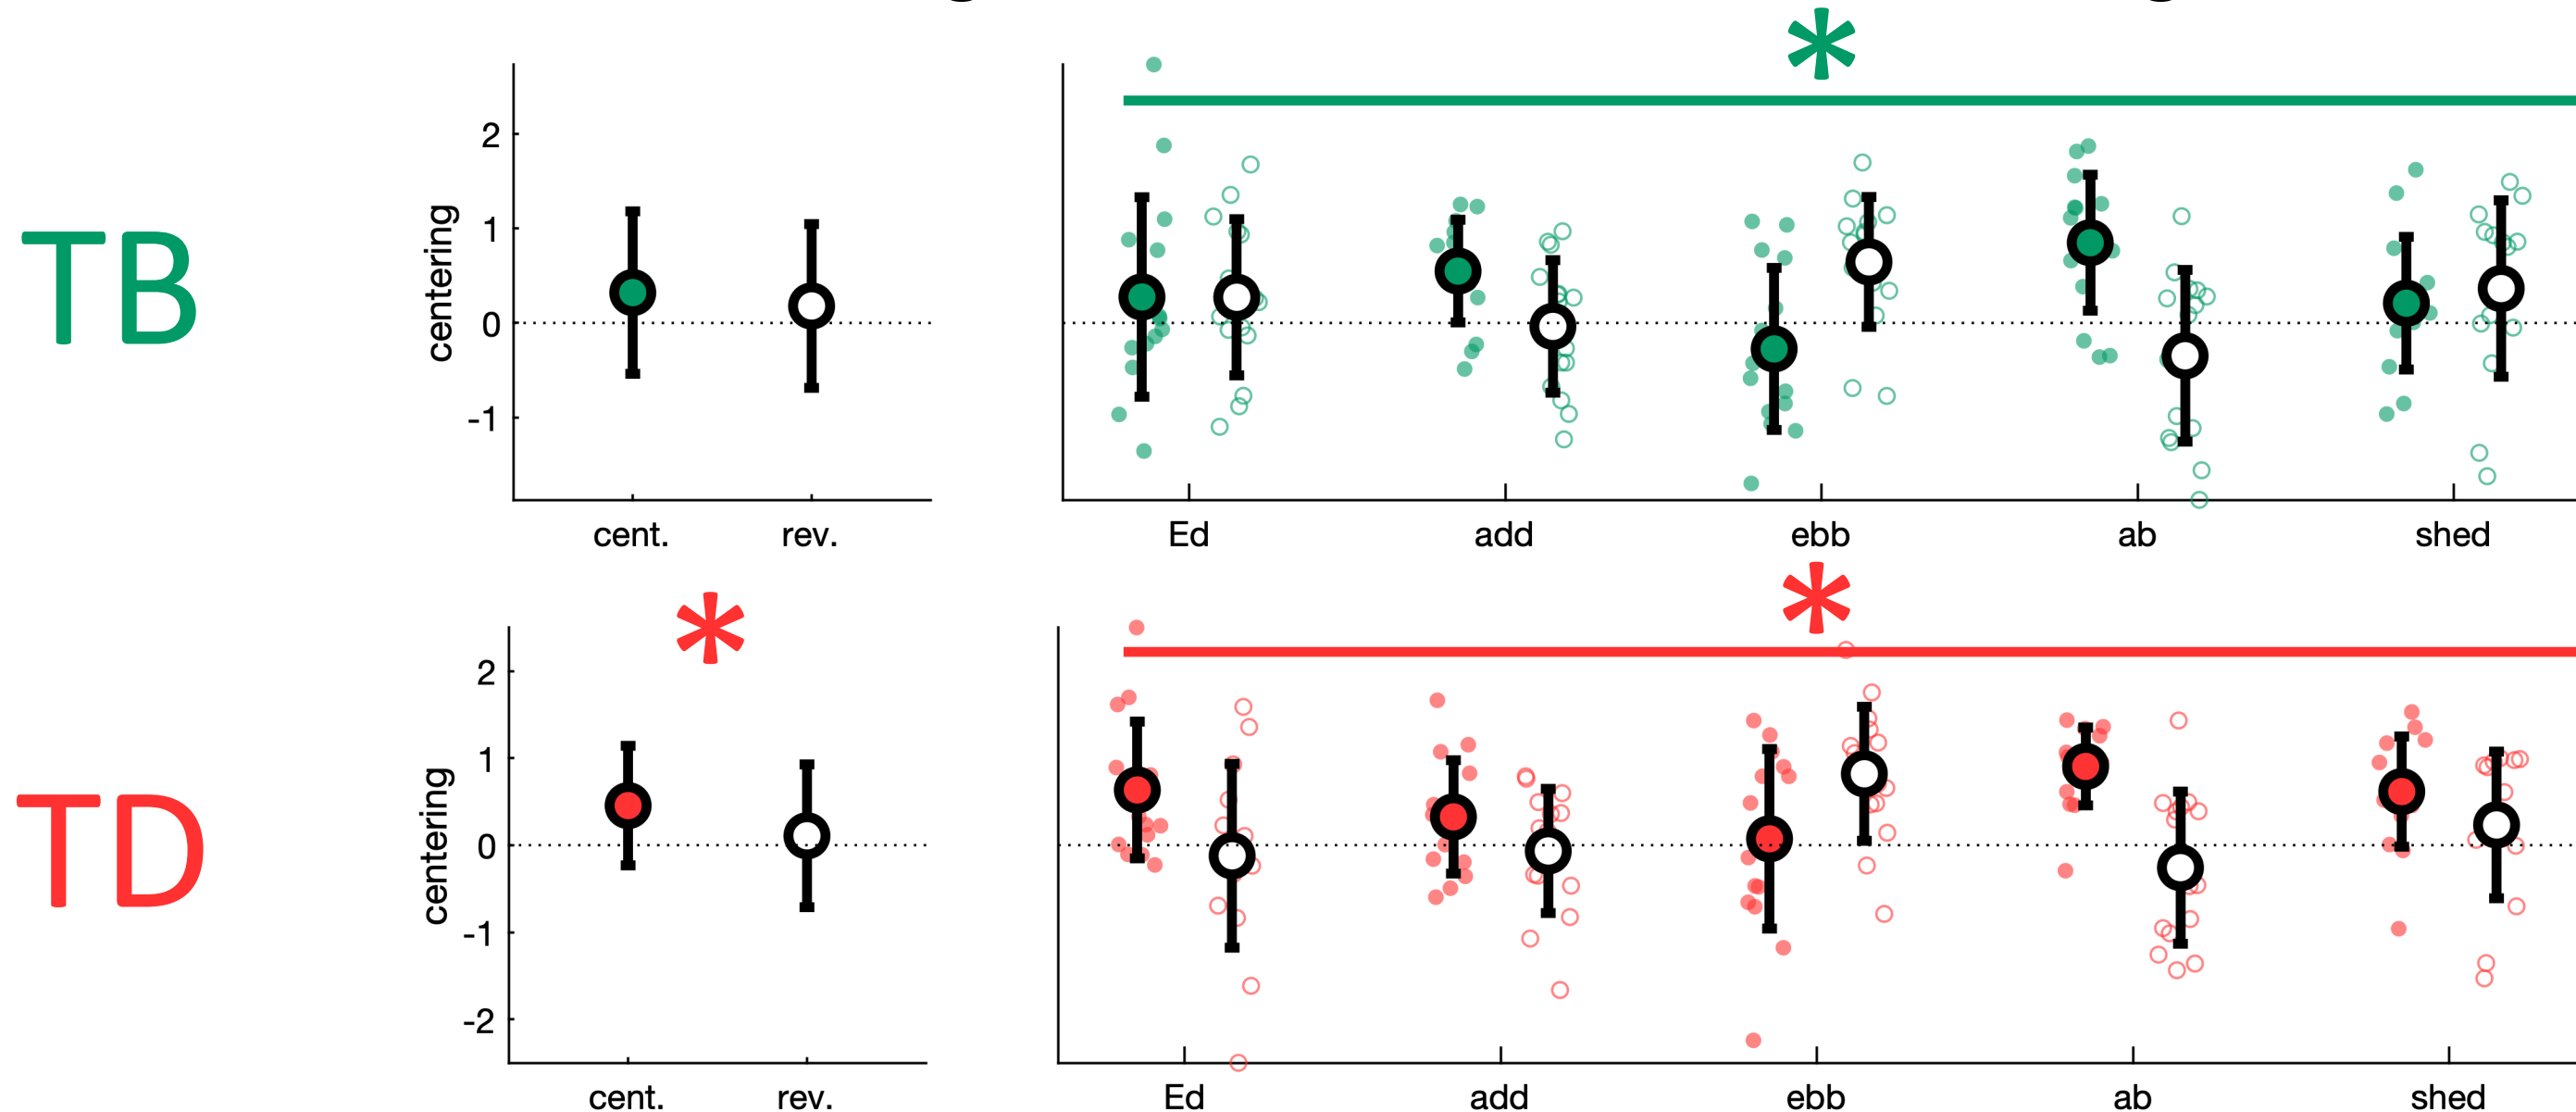 *
TB
centering
2
1
0
-1
cent. rev.
Ed add ebb ab shed
* *
TD
centering
2
1
0
-1
-2
cent. rev.
Ed add ebb ab shed